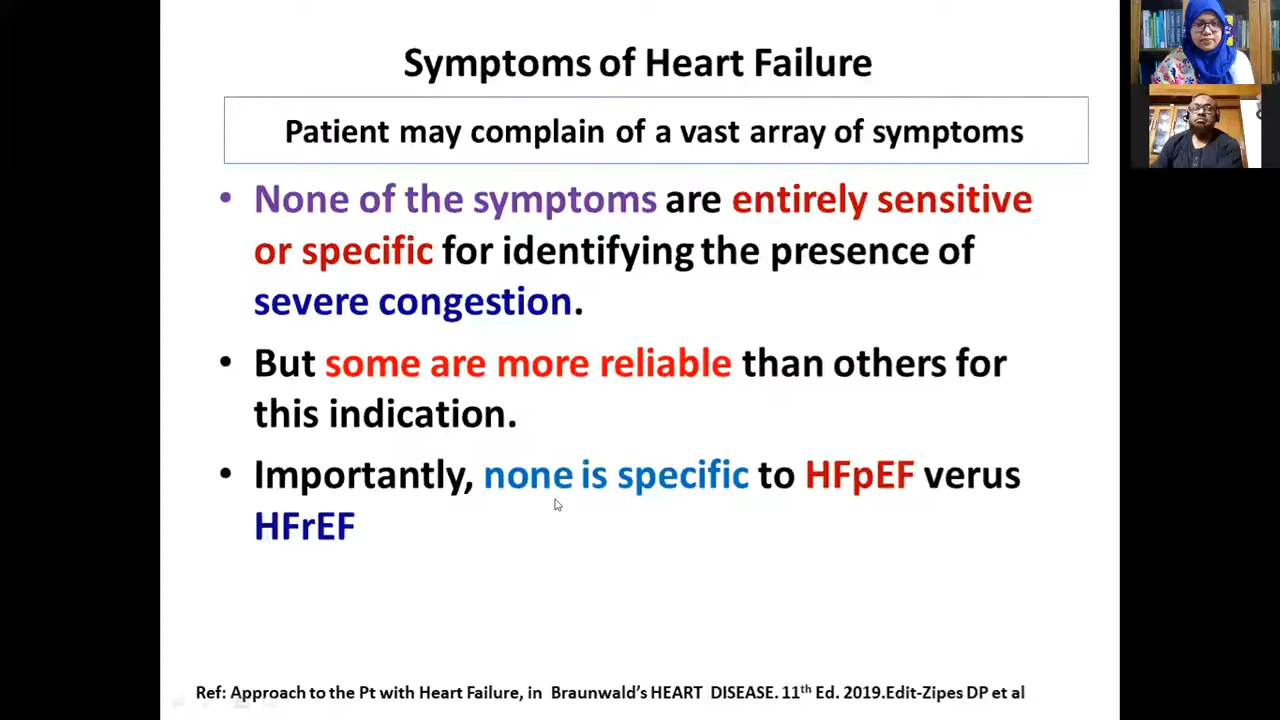 Symptoms of Heart Failure
Patient may complain of a vast array of symptoms
• None of the symptoms are entirely sensitive
or specific for identifying the presence of
severe congestion.
• But some are more reliable than others for
this indication.
• Importantly, none is specific to HFpEF verus
HFrEF
Ref: Approach to the Pt with Heart Failure, in Braunwald's HEART DISEASE. 11th Ed. 2019.Edit-Zipes DP et al